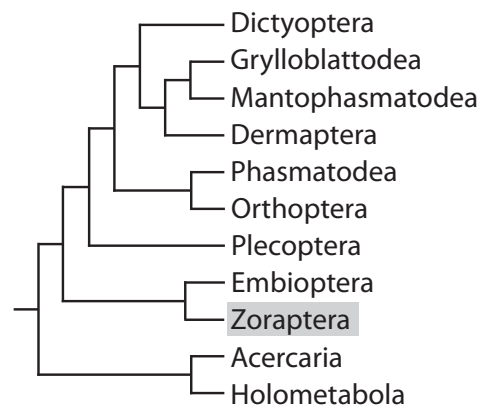 Dictyoptera
Grylloblattodea
Mantophasmatodea
Dermaptera
Phasmatodea
Orthoptera
Plecoptera
Embioptera
Zoraptera
Acercaria
Holometabola